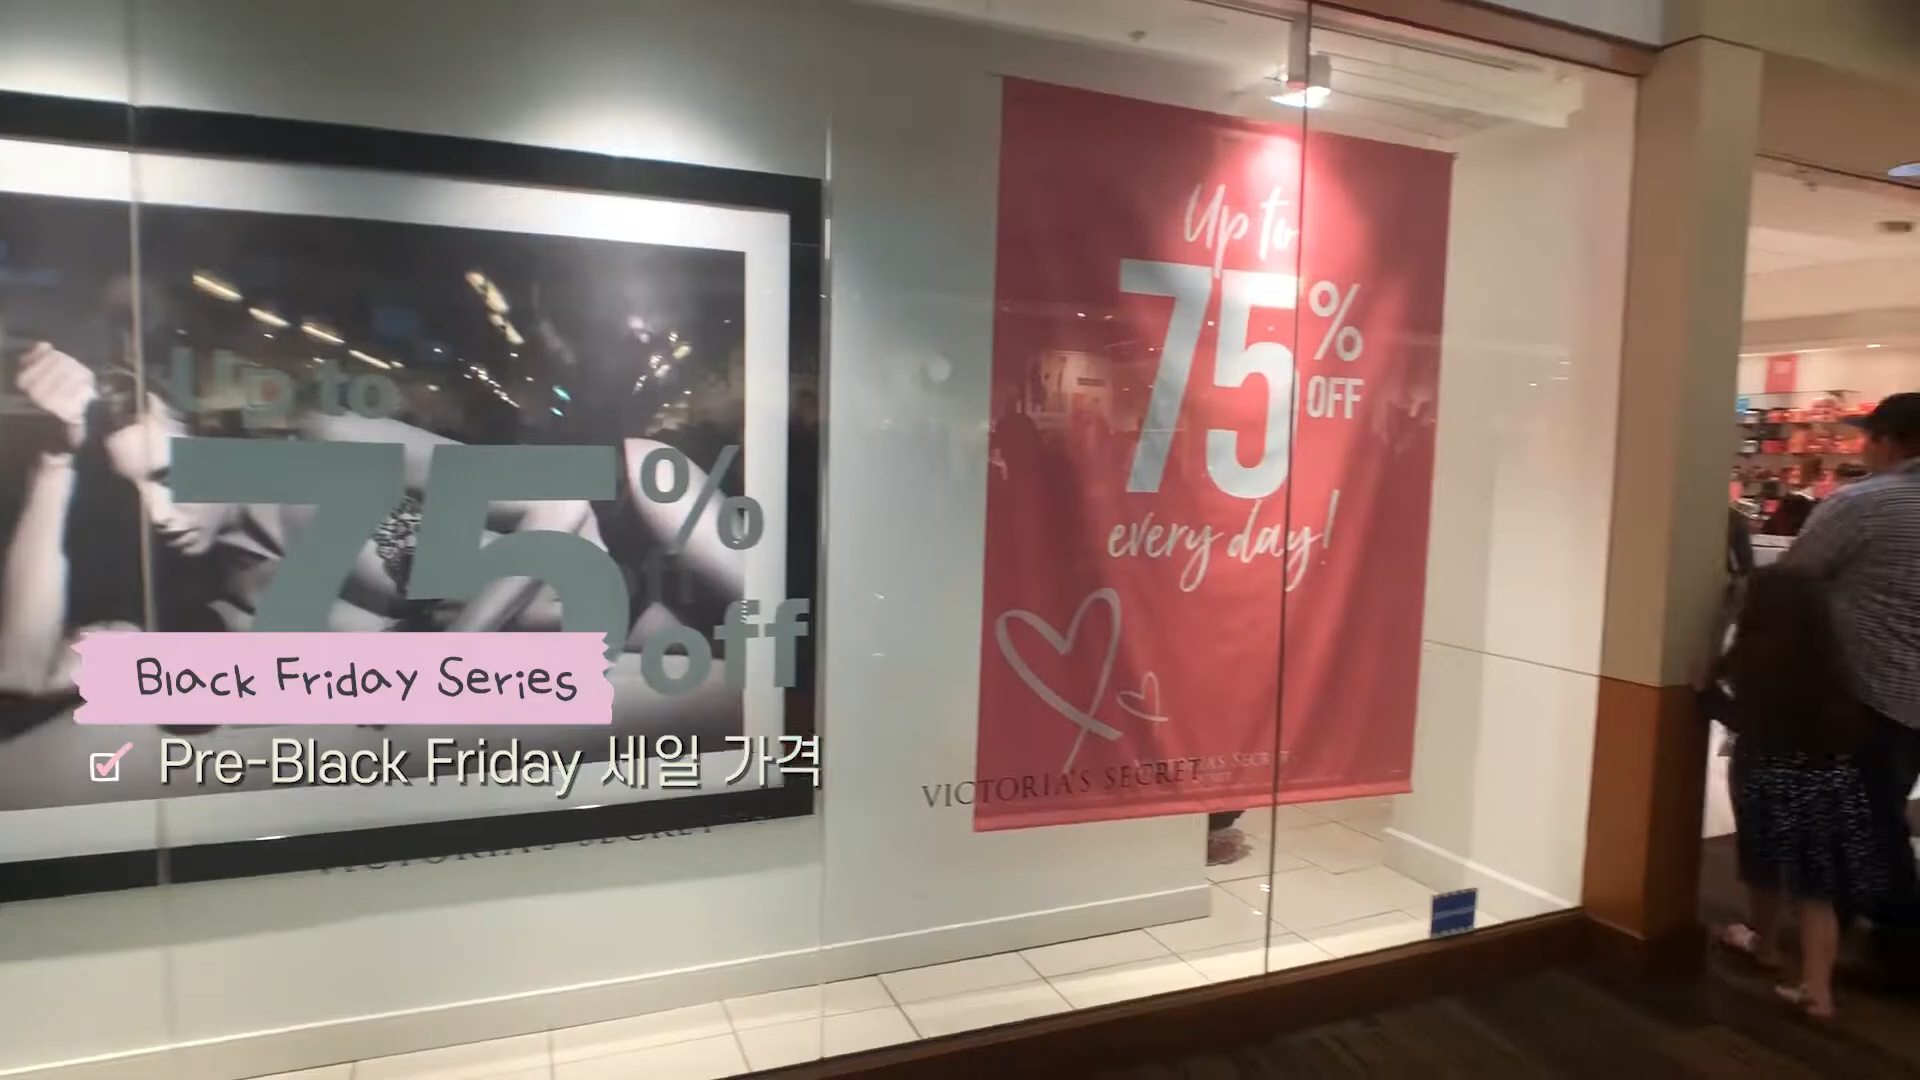 Up to
75%
off
Up to
75%
OFF
every day!
VICTORIA'S SECRET
VICTORIA'S SECRET
Black Friday Series
Pre-Black Friday 세일 가격